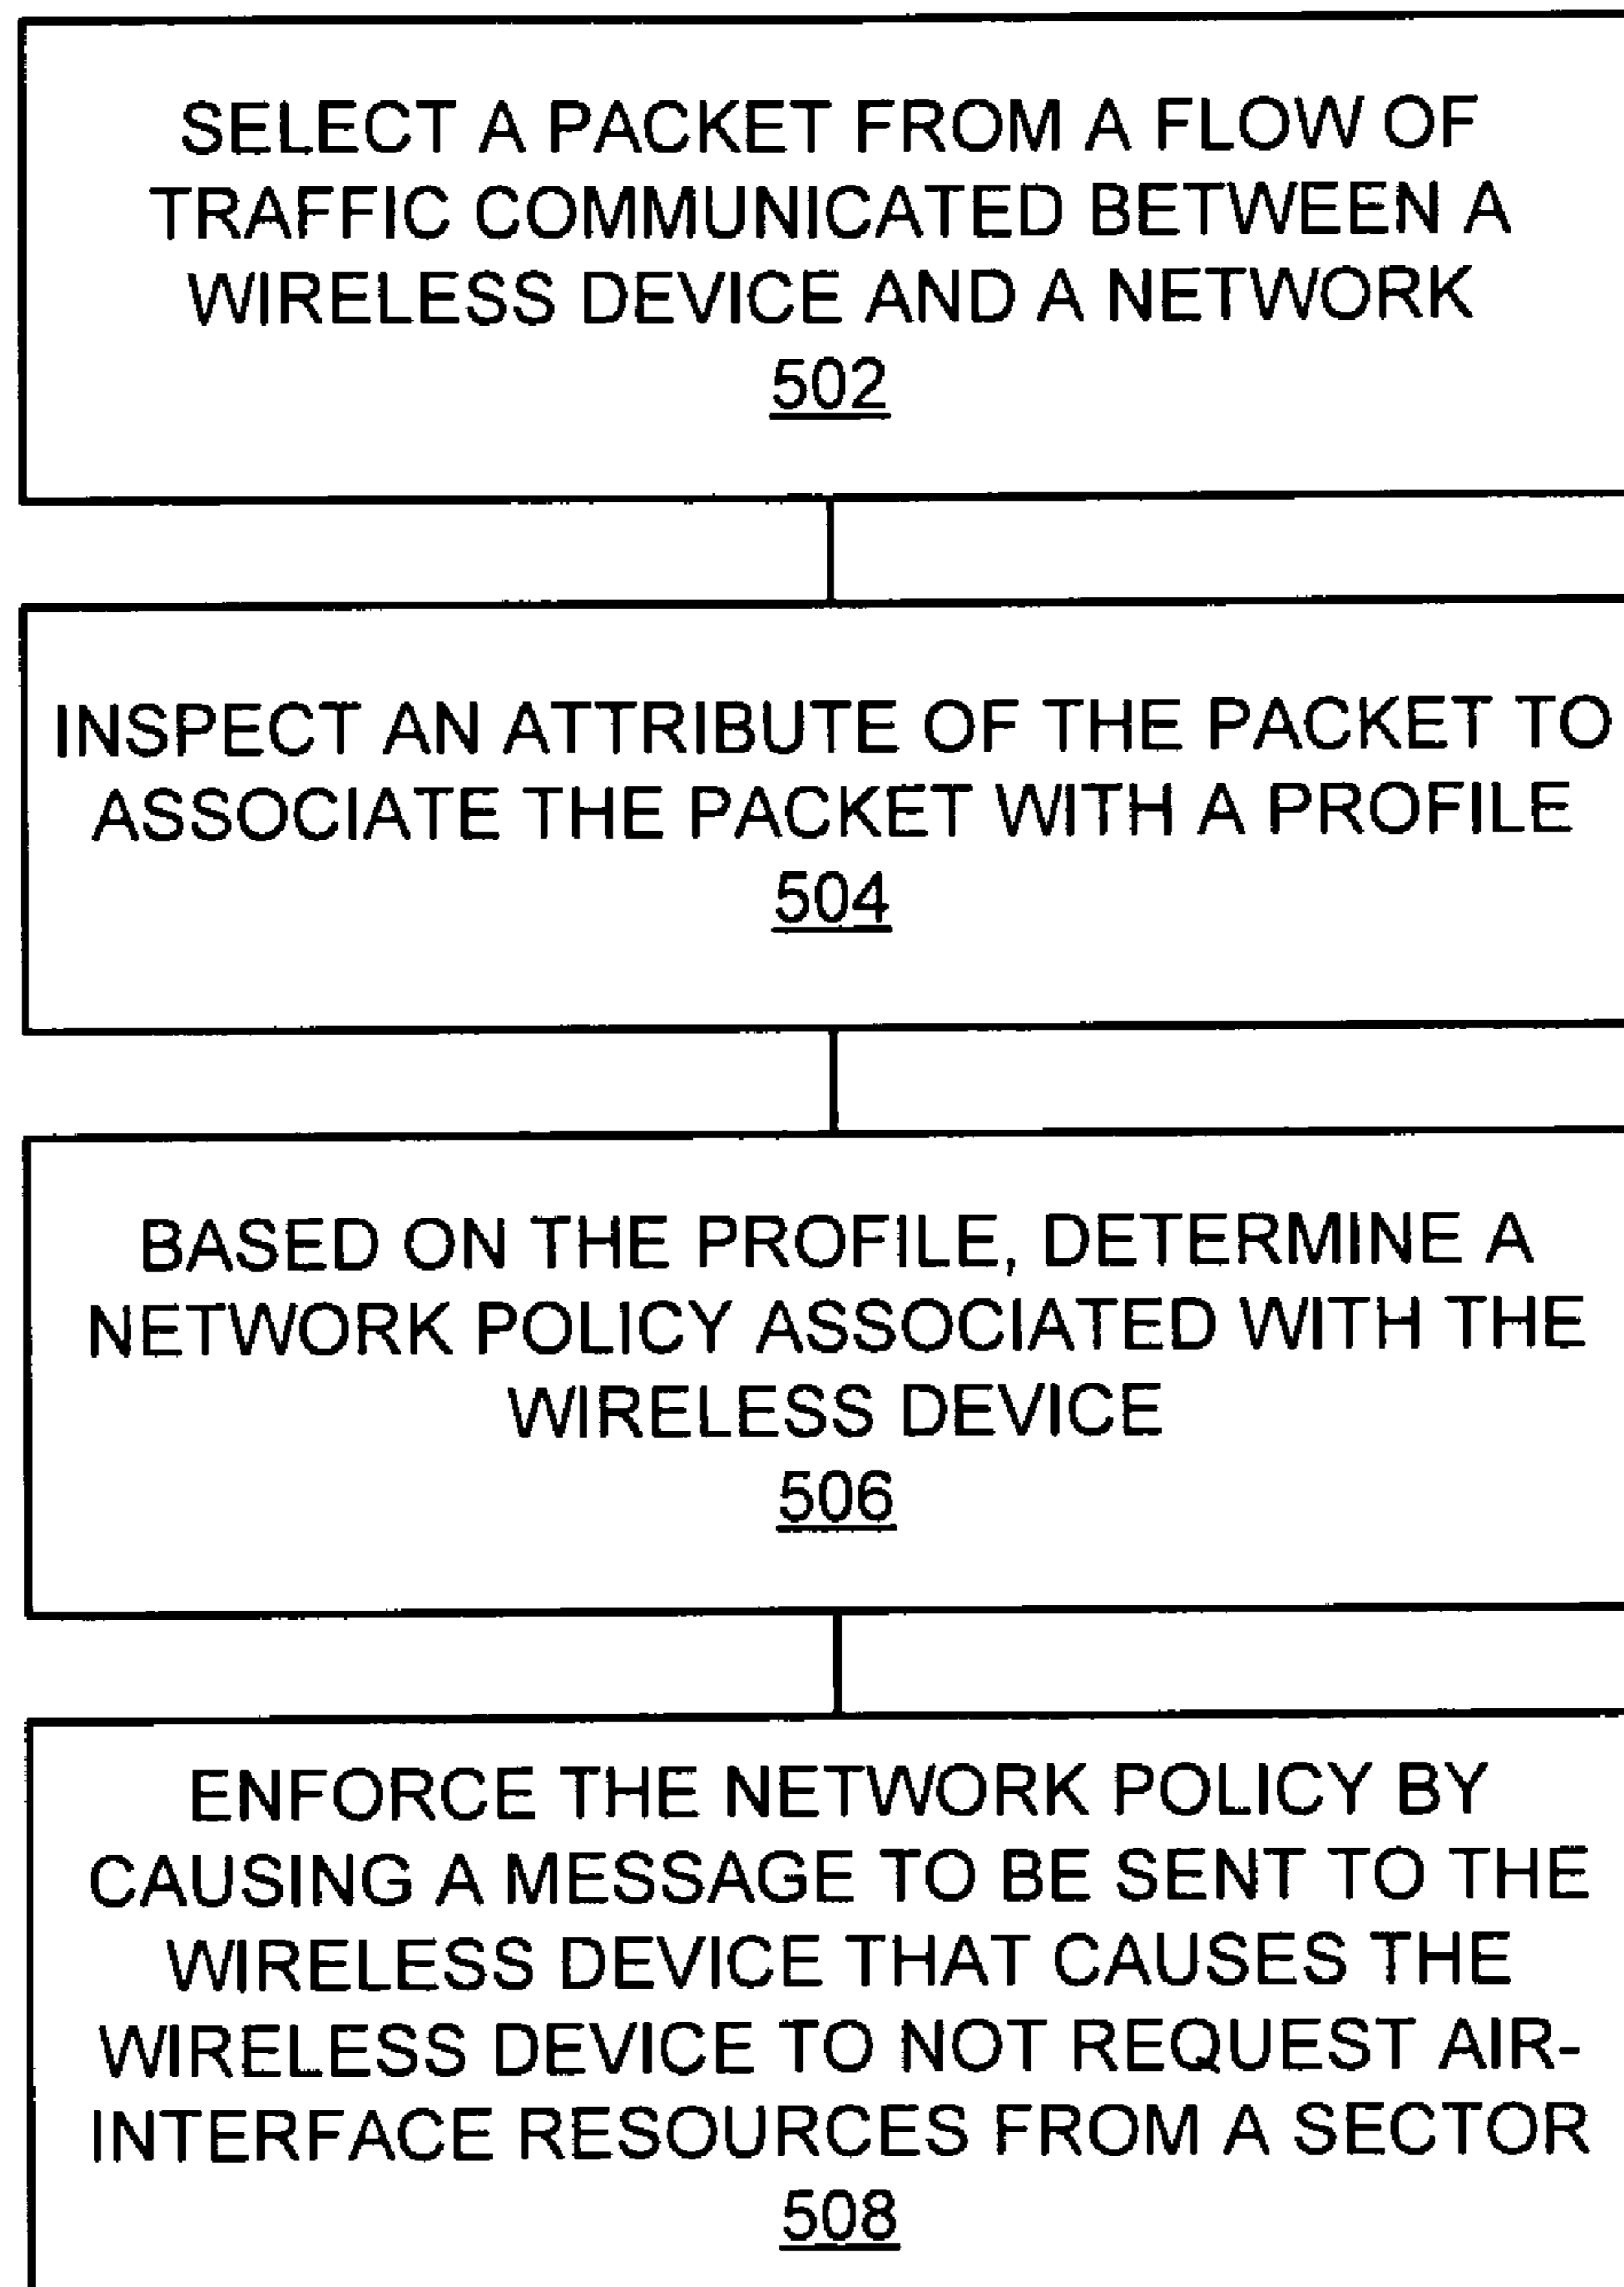 SELECT A PACKET FROM A FLOW OF
TRAFFIC COMMUNICATED BETWEEN A
WIRELESS DEVICE AND A NETWORK
502
INSPECT AN ATTRIBUTE OF THE PACKET TO
ASSOCIATE THE PACKET WITH A PROFILE
504
BASED ON THE PROFILE, DETERMINE A
NETWORK POLICY ASSOCIATED WITH THE
WIRELESS DEVICE
506
ENFORCE THE NETWORK POLICY BY
CAUSING A MESSAGE TO BE SENT TO THE
WIRELESS DEVICE THAT CAUSES THE
WIRELESS DEVICE TO NOT REQUEST AIR-
INTERFACE RESOURCES FROM A SECTOR
508